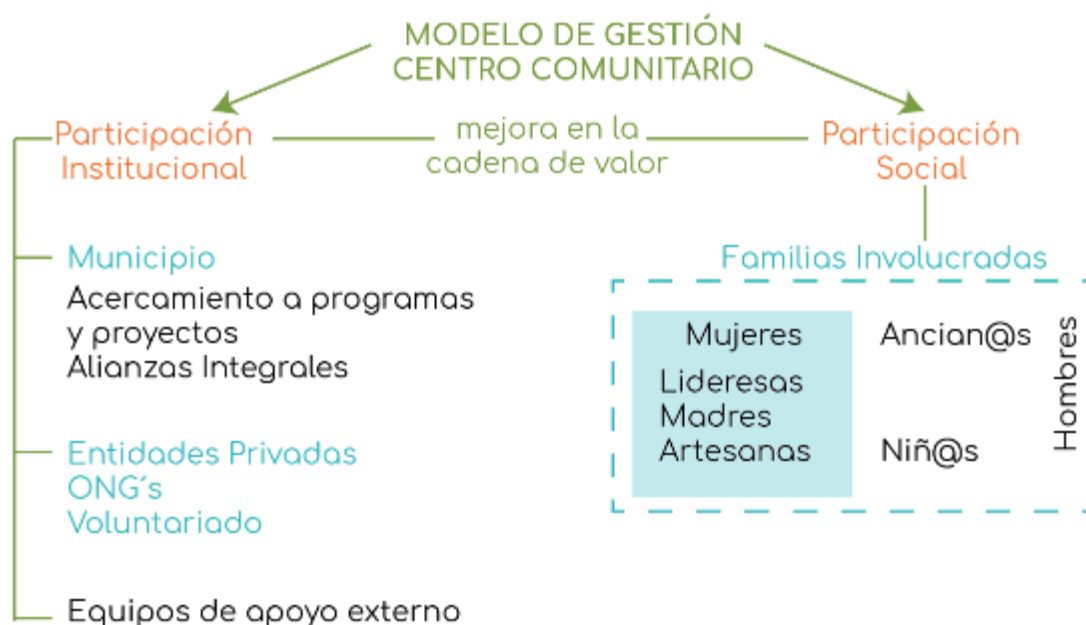 MODELO DE GESTIÓN
CENTRO COMUNITARIO
Participación
Institucional
mejora en la
cadena de valor
Participación
Social
Municipio
Acercamiento a programas
y proyectos
Alianzas Integrales
Entidades Privadas
ONG´s
Voluntariado
Equipos de apoyo externo
Familias Involucradas
Mujeres
Lideresas
Madres
Artesanas
Ancian@s
Niñ@s
Hombres